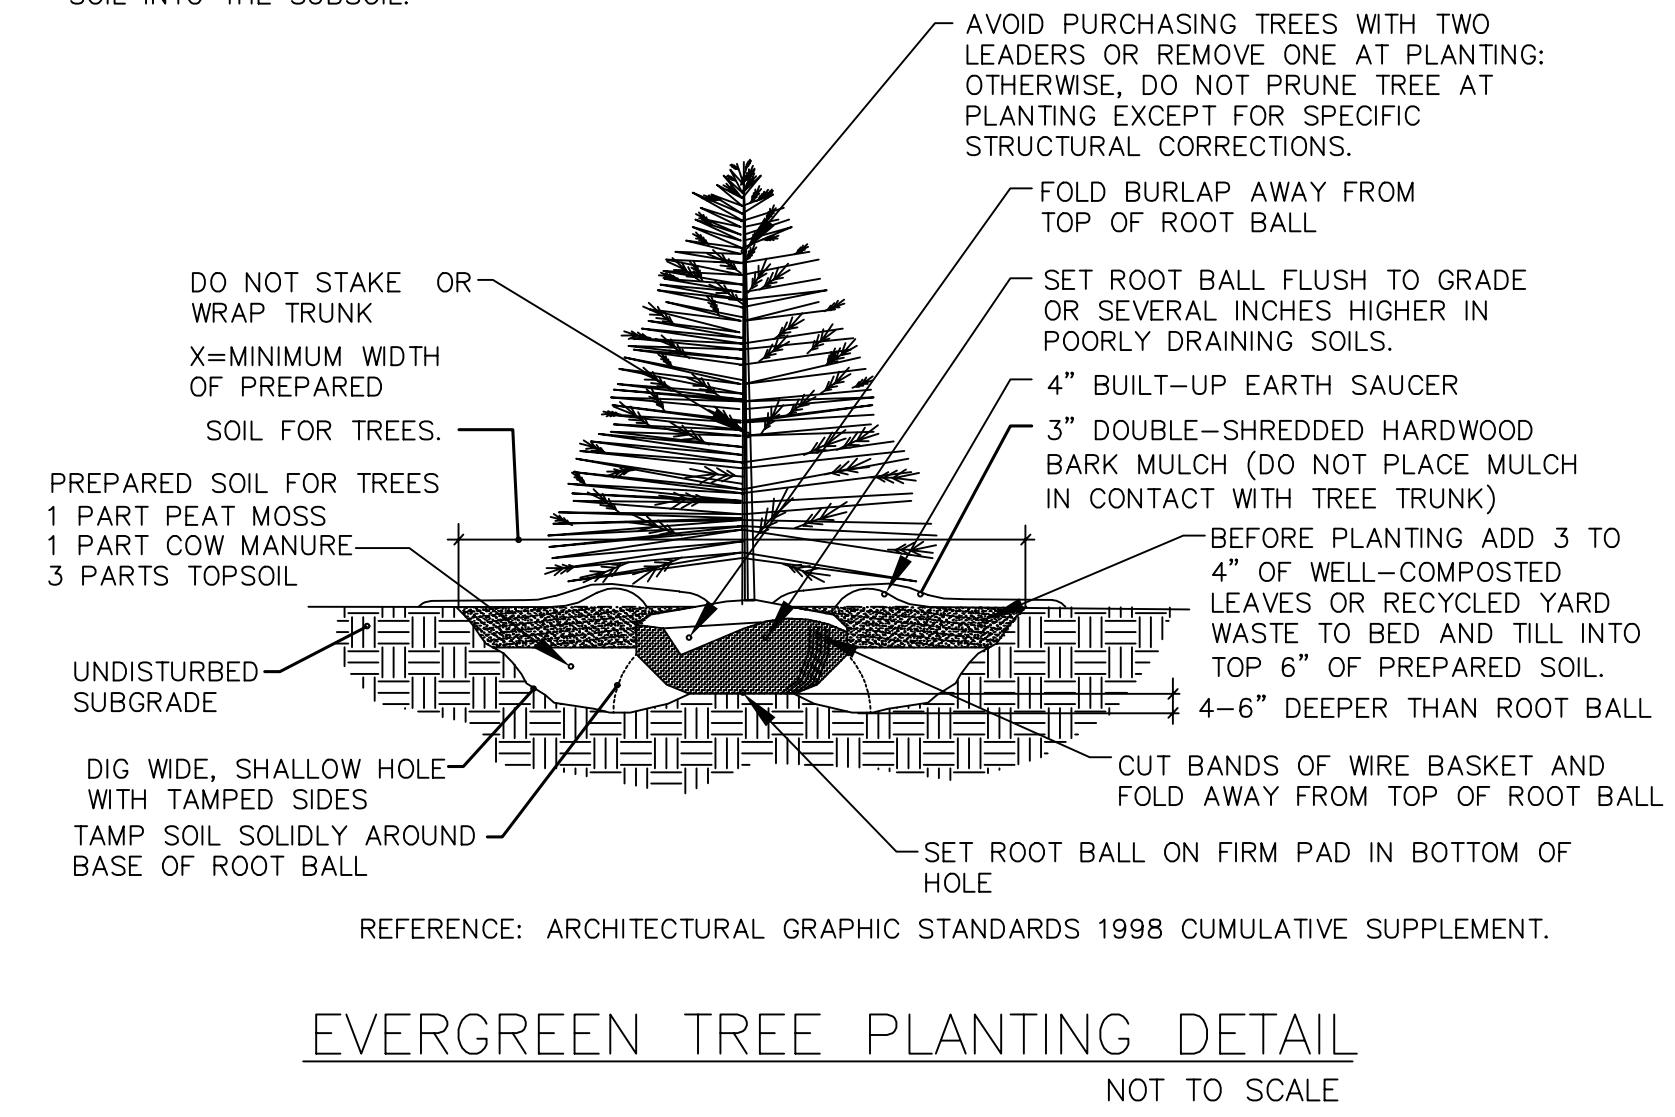 SOIL INTO THE SUBSOIL.
AVOID PURCHASING TREES WITH TWO
LEADERS OR REMOVE ONE AT PLANTING:
OTHERWISE, DO NOT PRUNE TREE AT
PLANTING EXCEPT FOR SPECIFIC
STRUCTURAL CORRECTIONS.
FOLD BURLAP AWAY FROM
TOP OF ROOT BALL
SET ROOT BALL FLUSH TO GRADE
OR SEVERAL INCHES HIGHER IN
POORLY DRAINING SOILS.
4” BUILT-UP EARTH SAUCER
3” DOUBLE-SHREDDED HARDWOOD
BARK MULCH (DO NOT PLACE MULCH
IN CONTACT WITH TREE TRUNK)
BEFORE PLANTING ADD 3 TO
4” OF WELL-COMPOSTED
LEAVES OR RECYCLED YARD
WASTE TO BED AND TILL INTO
TOP 6” OF PREPARED SOIL.
4-6” DEEPER THAN ROOT BALL
CUT BANDS OF WIRE BASKET AND
FOLD AWAY FROM TOP OF ROOT BALL
SET ROOT BALL ON FIRM PAD IN BOTTOM OF
HOLE
DO NOT STAKE OR
WRAP TRUNK
X=MINIMUM WIDTH
OF PREPARED
SOIL FOR TREES.
PREPARED SOIL FOR TREES
1 PART PEAT MOSS
1 PART COW MANURE
3 PARTS TOPSOIL
UNDISTURBED
SUBGRADE
DIG WIDE, SHALLOW HOLE
WITH TAMPED SIDES
TAMP SOIL SOLIDLY AROUND
BASE OF ROOT BALL
REFERENCE: ARCHITECTURAL GRAPHIC STANDARDS 1998 CUMULATIVE SUPPLEMENT.
EVERGREEN TREE PLANTING DETAIL
NOT TO SCALE